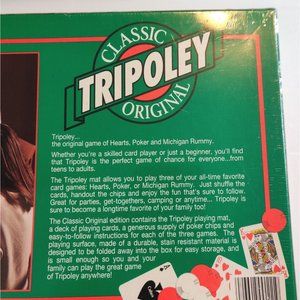 CLASSIC
TRIPOLEY
ORIGINAL
Tripoley...
the original game of Hearts, Poker and Michigan Rummy.
Whether you're a skilled card player or just a beginner, you'll find
that Tripoley is the perfect game of chance for everyone...from
teens to adults.
The Tripoley mat allows you to play three of your all-time favorite
card games: Hearts, Poker, or Michigan Rummy. Just shuffle the
cards, handout the chips and enjoy the fun that's sure to follow.
Great for parties, get-togethers, camping or anytime... Tripoley is
sure to become a longtime favorite of your family too!
The Classic Original edition contains the Tripoley playing mat,
a deck of playing cards, a generous supply of poker chips and
easy-to-follow instructions for each of the three games. The
playing surface, made of a durable, stain resistant material is
designed to be folded away into the box for easy storage, and
is small enough so you and your
family can play the great game
of Tripoley anywhere!